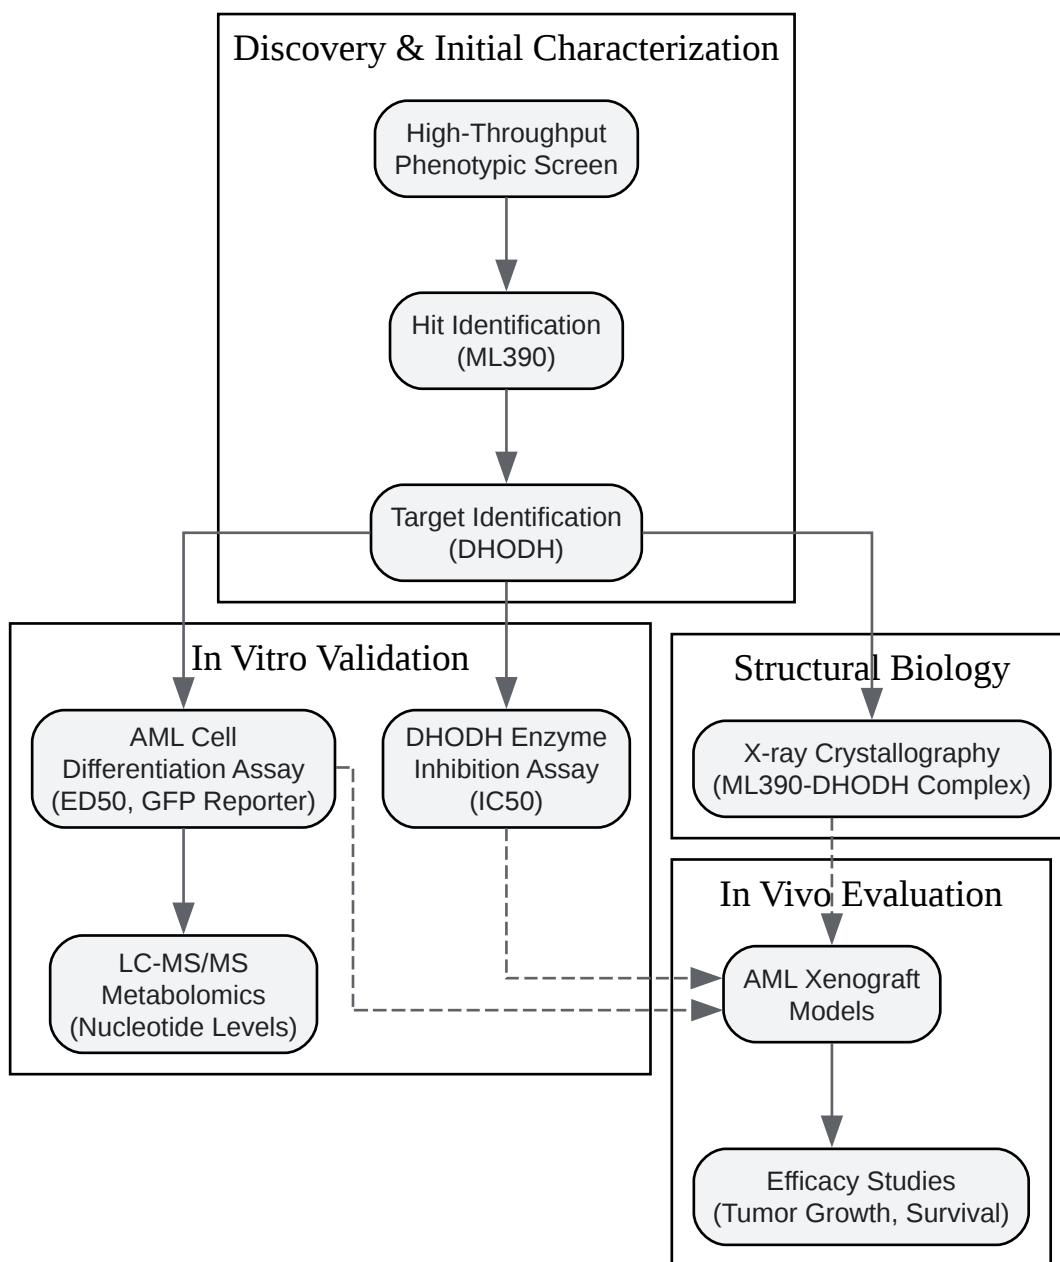 Discovery & Initial Characterization
High-Throughput
Phenotypic Screen
Hit Identification
(ML390)
Target Identification
(DHODH)
In Vitro Validation
AML Cell
Differentiation Assay
(ED50, GFP Reporter)
DHODH Enzyme
Inhibition Assay
(IC50)
LC-MS/MS
Metabolomics
(Nucleotide Levels)
Structural Biology
X-ray Crystallography
(ML390-DHODH Complex)
In Vivo Evaluation
AML Xenograft
Models
Efficacy Studies
(Tumor Growth, Survival)